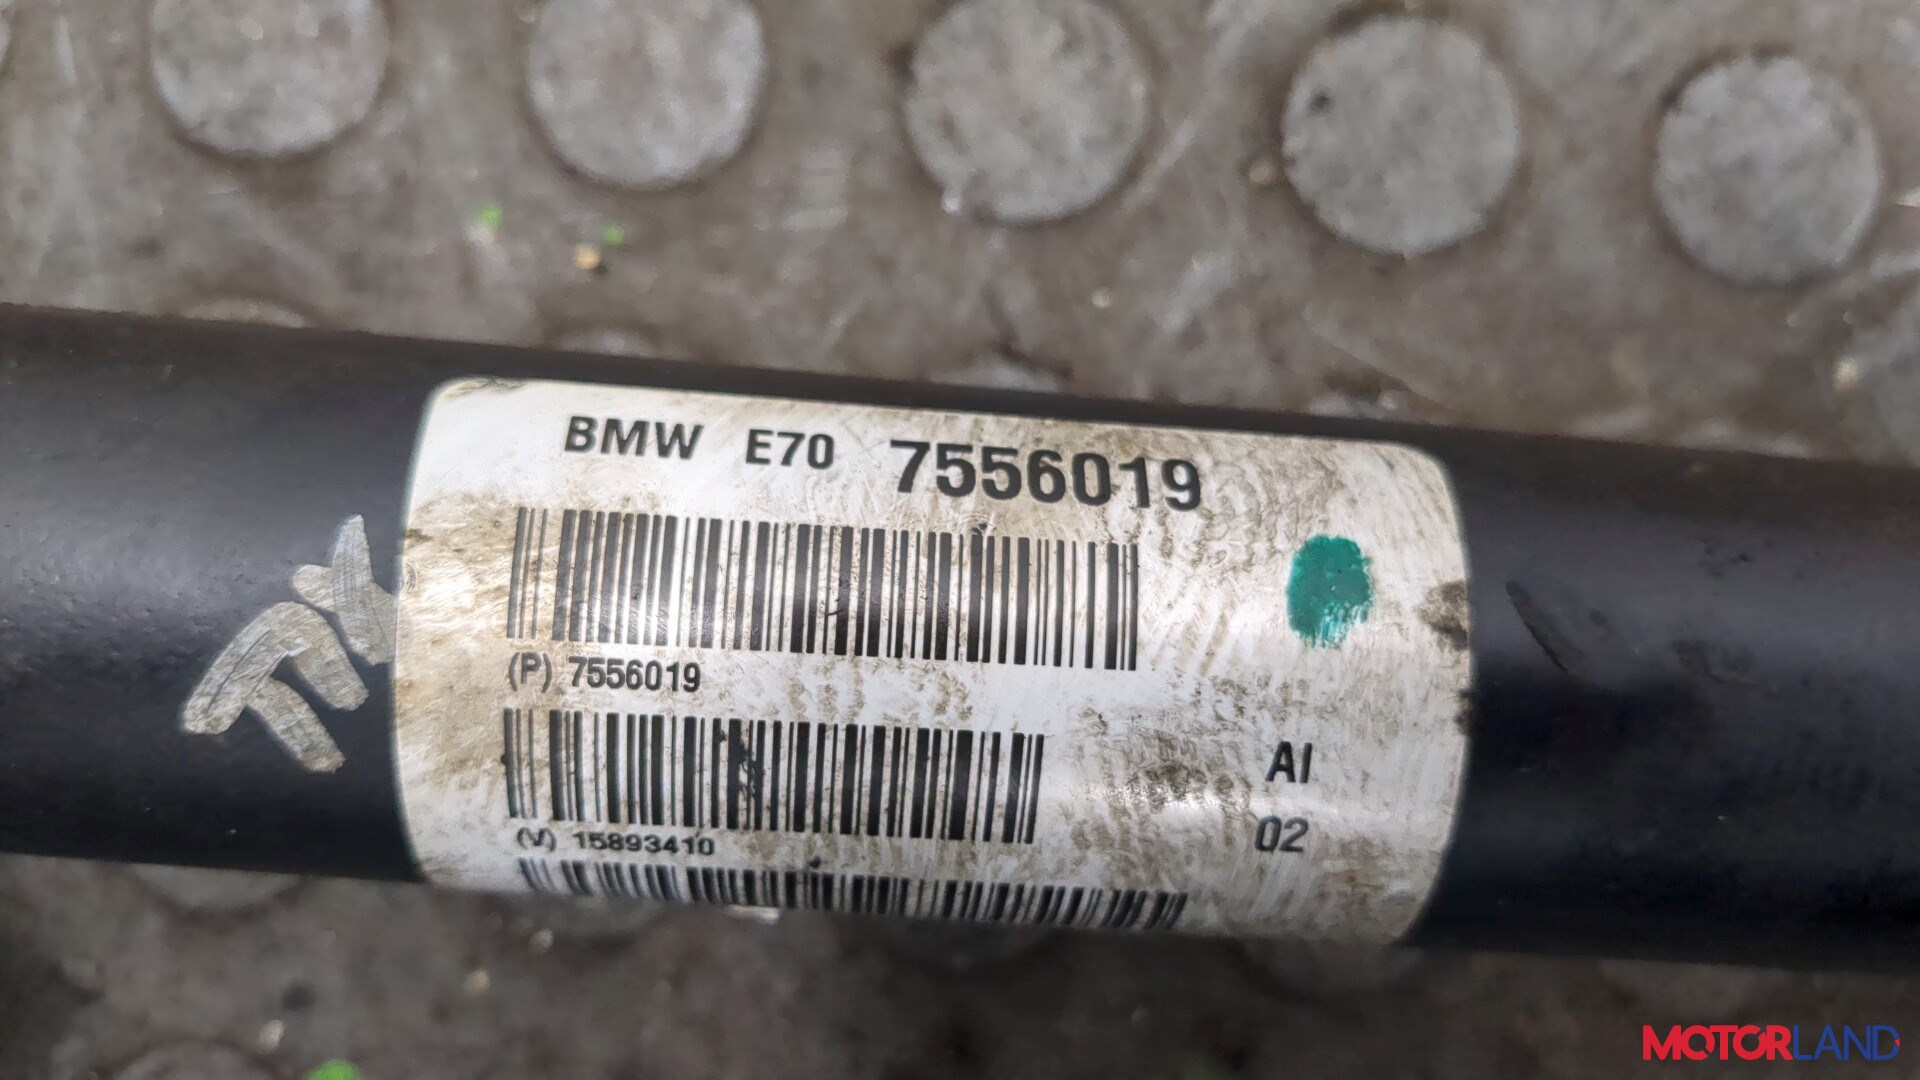 BMW E70 7556019
(P) 7556019
AI
(V) 15893410
02
MOTORLAND